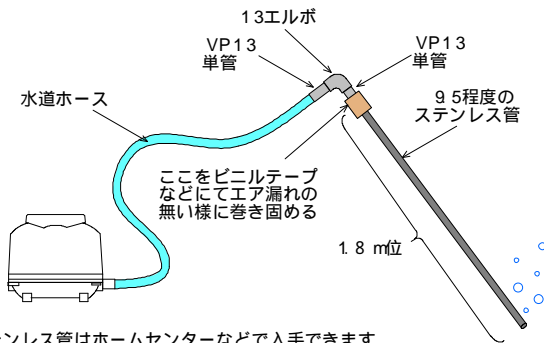 13エルボ
VP13
単管
VP13
単管
水道ホース
9.5程度の
ステンレス管
ここをビニルテープ
などにてエア漏れの
無い様に巻き固める
1.8 m位
ンレス管はホームセンターなどで入手できます